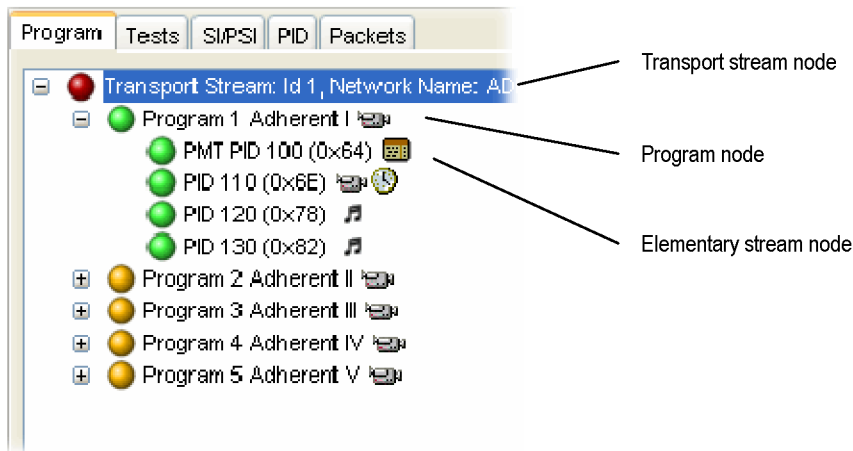 Program Tests SI/PSI PID Packets
Transport Stream: Id 1, Network Name: AD
Transport stream node
Program 1 Adherent I
Program node
PMT PID 100 (0x64)
PID 110 (0x6E)
PID 120 (0x78)
PID 130 (0x82)
Elementary stream node
Program 2 Adherent II
Program 3 Adherent III
Program 4 Adherent IV
Program 5 Adherent V